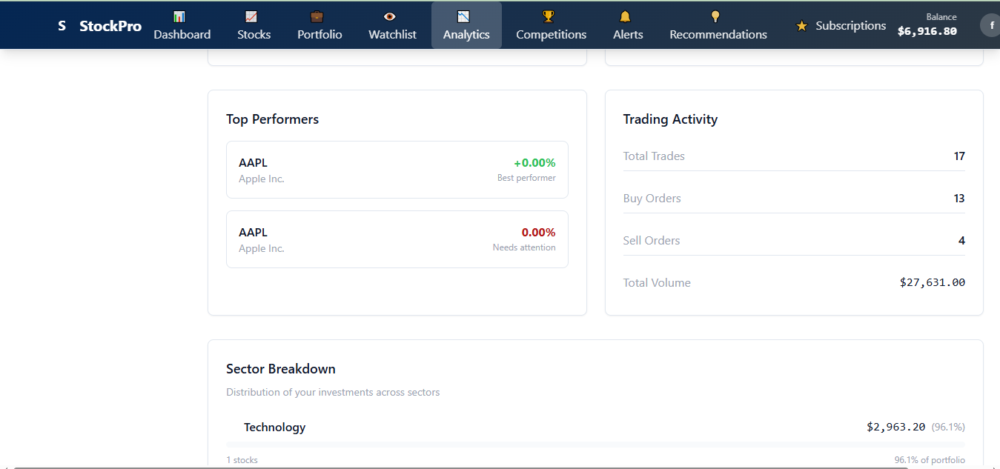 S StockPro
Dashboard
Stocks
Portfolio
Watchlist
Analytics
Competitions
Alerts
Recommendations
Subscriptions
Balance
$6,916.80
f
Top Performers
AAPL
+0.00%
Apple Inc.
Best performer
AAPL
0.00%
Apple Inc.
Needs attention
Trading Activity
Total Trades
17
Buy Orders
13
Sell Orders
4
Total Volume
$27,631.00
Sector Breakdown
Distribution of your investments across sectors
Technology
$2,963.20 (96.1%)
1 stocks
96.1% of portfolio